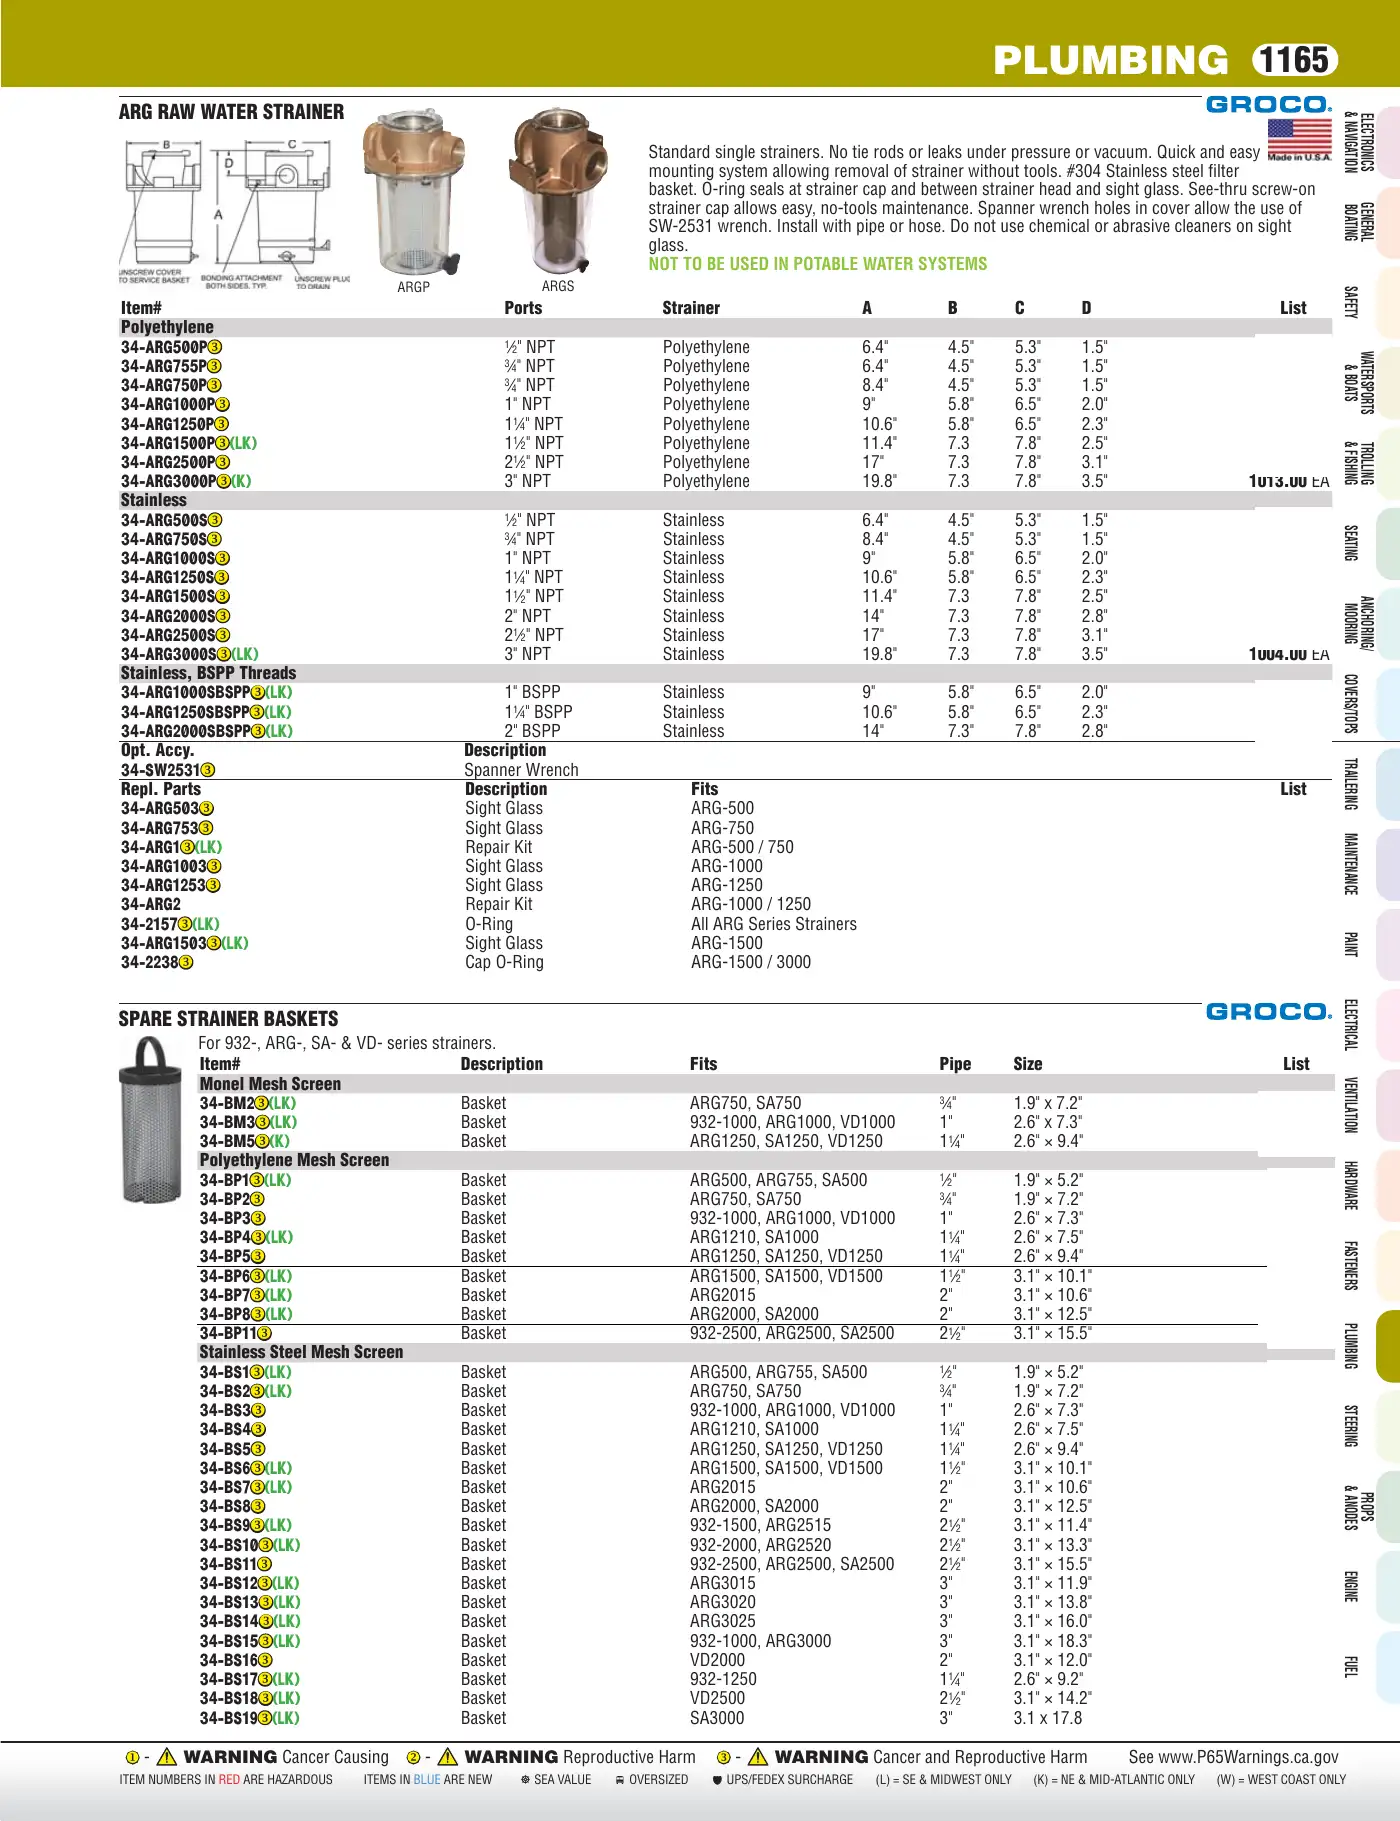 PLUMBING 1165
ARG RAW WATER STRAINER
GROCO®
Made in U.S.A.
B
C
D
A
UNSCREW COVER
TO SERVICE BASKET
BONDING ATTACHMENT
BOTH SIDES, TYP.
UNSCREW PLUG
TO DRAIN
ARGP
ARGS
Standard single strainers. No tie rods or leaks under pressure or vacuum. Quick and easy
mounting system allowing removal of strainer without tools. #304 Stainless steel filter
basket. O-ring seals at strainer cap and between strainer head and sight glass. See-thru screw-on
strainer cap allows easy, no-tools maintenance. Spanner wrench holes in cover allow the use of
SW-2531 wrench. Install with pipe or hose. Do not use chemical or abrasive cleaners on sight
glass.
NOT TO BE USED IN POTABLE WATER SYSTEMS
Item# Ports Strainer A B C D List
Polyethylene
34-ARG500P③ ½" NPT Polyethylene 6.4" 4.5" 5.3" 1.5"
34-ARG755P③ ¾" NPT Polyethylene 6.4" 4.5" 5.3" 1.5"
34-ARG750P③ ¾" NPT Polyethylene 8.4" 4.5" 5.3" 1.5"
34-ARG1000P③ 1" NPT Polyethylene 9" 5.8" 6.5" 2.0"
34-ARG1250P③ 1¼" NPT Polyethylene 10.6" 5.8" 6.5" 2.3"
34-ARG1500P③(LK) 1½" NPT Polyethylene 11.4" 7.3 7.8" 2.5"
34-ARG2500P③ 2½" NPT Polyethylene 17" 7.3 7.8" 3.1"
34-ARG3000P③(K) 3" NPT Polyethylene 19.8" 7.3 7.8" 3.5" 1013.00 EA
Stainless
34-ARG500S③ ½" NPT Stainless 6.4" 4.5" 5.3" 1.5"
34-ARG750S③ ¾" NPT Stainless 8.4" 4.5" 5.3" 1.5"
34-ARG1000S③ 1" NPT Stainless 9" 5.8" 6.5" 2.0"
34-ARG1250S③ 1¼" NPT Stainless 10.6" 5.8" 6.5" 2.3"
34-ARG1500S③ 1½" NPT Stainless 11.4" 7.3 7.8" 2.5"
34-ARG2000S③ 2" NPT Stainless 14" 7.3 7.8" 2.8"
34-ARG2500S③ 2½" NPT Stainless 17" 7.3 7.8" 3.1"
34-ARG3000S③(LK) 3" NPT Stainless 19.8" 7.3 7.8" 3.5" 1004.00 EA
Stainless, BSPP Threads
34-ARG1000SBSPP③(LK) 1" BSPP Stainless 9" 5.8" 6.5" 2.0"
34-ARG1250SBSPP③(LK) 1¼" BSPP Stainless 10.6" 5.8" 6.5" 2.3"
34-ARG2000SBSPP③(LK) 2" BSPP Stainless 14" 7.3" 7.8" 2.8"
Opt. Accy. Description
34-SW2531③ Spanner Wrench
Repl. Parts Description Fits List
34-ARG503③ Sight Glass ARG-500
34-ARG753③ Sight Glass ARG-750
34-ARG1③(LK) Repair Kit ARG-500 / 750
34-ARG1003③ Sight Glass ARG-1000
34-ARG1253③ Sight Glass ARG-1250
34-ARG2 Repair Kit ARG-1000 / 1250
34-2157③(LK) O-Ring All ARG Series Strainers
34-ARG1503③(LK) Sight Glass ARG-1500
34-2238③ Cap O-Ring ARG-1500 / 3000
SPARE STRAINER BASKETS
GROCO®
For 932-, ARG-, SA- & VD- series strainers.
Item# Description Fits Pipe Size List
Monel Mesh Screen
34-BM2③(LK) Basket ARG750, SA750 ¾" 1.9" x 7.2"
34-BM3③(LK) Basket 932-1000, ARG1000, VD1000 1" 2.6" x 7.3"
34-BM5③(K) Basket ARG1250, SA1250, VD1250 1¼" 2.6" × 9.4"
Polyethylene Mesh Screen
34-BP1③(LK) Basket ARG500, ARG755, SA500 ½" 1.9" × 5.2"
34-BP2③ Basket ARG750, SA750 ¾" 1.9" × 7.2"
34-BP3③ Basket 932-1000, ARG1000, VD1000 1" 2.6" × 7.3"
34-BP4③(LK) Basket ARG1210, SA1000 1¼" 2.6" × 7.5"
34-BP5③ Basket ARG1250, SA1250, VD1250 1¼" 2.6" × 9.4"
34-BP6③(LK) Basket ARG1500, SA1500, VD1500 1½" 3.1" × 10.1"
34-BP7③(LK) Basket ARG2015 2" 3.1" × 10.6"
34-BP8③(LK) Basket ARG2000, SA2000 2" 3.1" × 12.5"
34-BP11③ Basket 932-2500, ARG2500, SA2500 2½" 3.1" × 15.5"
Stainless Steel Mesh Screen
34-BS1③(LK) Basket ARG500, ARG755, SA500 ½" 1.9" × 5.2"
34-BS2③(LK) Basket ARG750, SA750 ¾" 1.9" × 7.2"
34-BS3③ Basket 932-1000, ARG1000, VD1000 1" 2.6" × 7.3"
34-BS4③ Basket ARG1210, SA1000 1¼" 2.6" × 7.5"
34-BS5③ Basket ARG1250, SA1250, VD1250 1¼" 2.6" × 9.4"
34-BS6③(LK) Basket ARG1500, SA1500, VD1500 1½" 3.1" × 10.1"
34-BS7③(LK) Basket ARG2015 2" 3.1" × 10.6"
34-BS8③ Basket ARG2000, SA2000 2" 3.1" × 12.5"
34-BS9③(LK) Basket 932-1500, ARG2515 2½" 3.1" × 11.4"
34-BS10③(LK) Basket 932-2000, ARG2520 2½" 3.1" × 13.3"
34-BS11③ Basket 932-2500, ARG2500, SA2500 2½" 3.1" × 15.5"
34-BS12③(LK) Basket ARG3015 3" 3.1" × 11.9"
34-BS13③(LK) Basket ARG3020 3" 3.1" × 13.8"
34-BS14③(LK) Basket ARG3025 3" 3.1" × 16.0"
34-BS15③(LK) Basket 932-1000, ARG3000 3" 3.1" × 18.3"
34-BS16③ Basket VD2000 2" 3.1" × 12.0"
34-BS17③(LK) Basket 932-1250 1¼" 2.6" × 9.2"
34-BS18③(LK) Basket VD2500 2½" 3.1" × 14.2"
34-BS19③(LK) Basket SA3000 3" 3.1 x 17.8
ELECTRONICS
& NAVIGATION
GENERAL
BOATING
SAFETY
WATERSPORTS
& BOATS
TROLLING
& FISHING
SEATING
ANCHORING/
MOORING
COVERS/TOPS
TRAILERING
MAINTENANCE
PAINT
ELECTRICAL
VENTILATION
HARDWARE
FASTENERS
PLUMBING
STEERING
PROPS
& ANODES
ENGINE
FUEL
① - ⚠ WARNING Cancer Causing ② - ⚠ WARNING Reproductive Harm ③ - ⚠ WARNING Cancer and Reproductive Harm See www.P65Warnings.ca.gov
ITEM NUMBERS IN RED ARE HAZARDOUS ITEMS IN BLUE ARE NEW SEA VALUE OVERSIZED UPS/FEDEX SURCHARGE (L) = SE & MIDWEST ONLY (K) = NE & MID-ATLANTIC ONLY (W) = WEST COAST ONLY